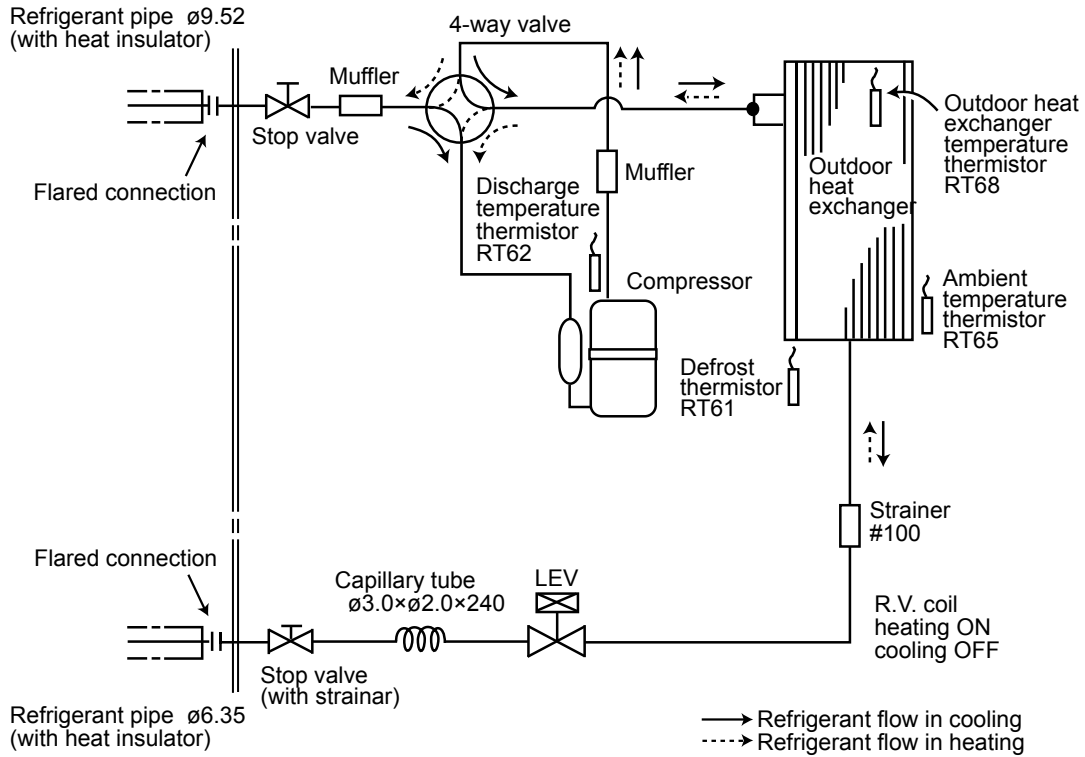 Refrigerant pipe ø9.52
(with heat insulator)
4-way valve
Muffler
Stop valve
Flared connection
Outdoor heat
exchanger
temperature
thermistor
RT68
Outdoor
heat
exchanger
Muffler
Discharge
temperature
thermistor
RT62
Compressor
Ambient
temperature
thermistor
RT65
Defrost
thermistor
RT61
Strainer
#100
Flared connection
Capillary tube
ø3.0×ø2.0×240
LEV
R.V. coil
heating ON
cooling OFF
Stop valve
(with strainar)
Refrigerant pipe ø6.35
(with heat insulator)
Refrigerant flow in cooling
Refrigerant flow in heating